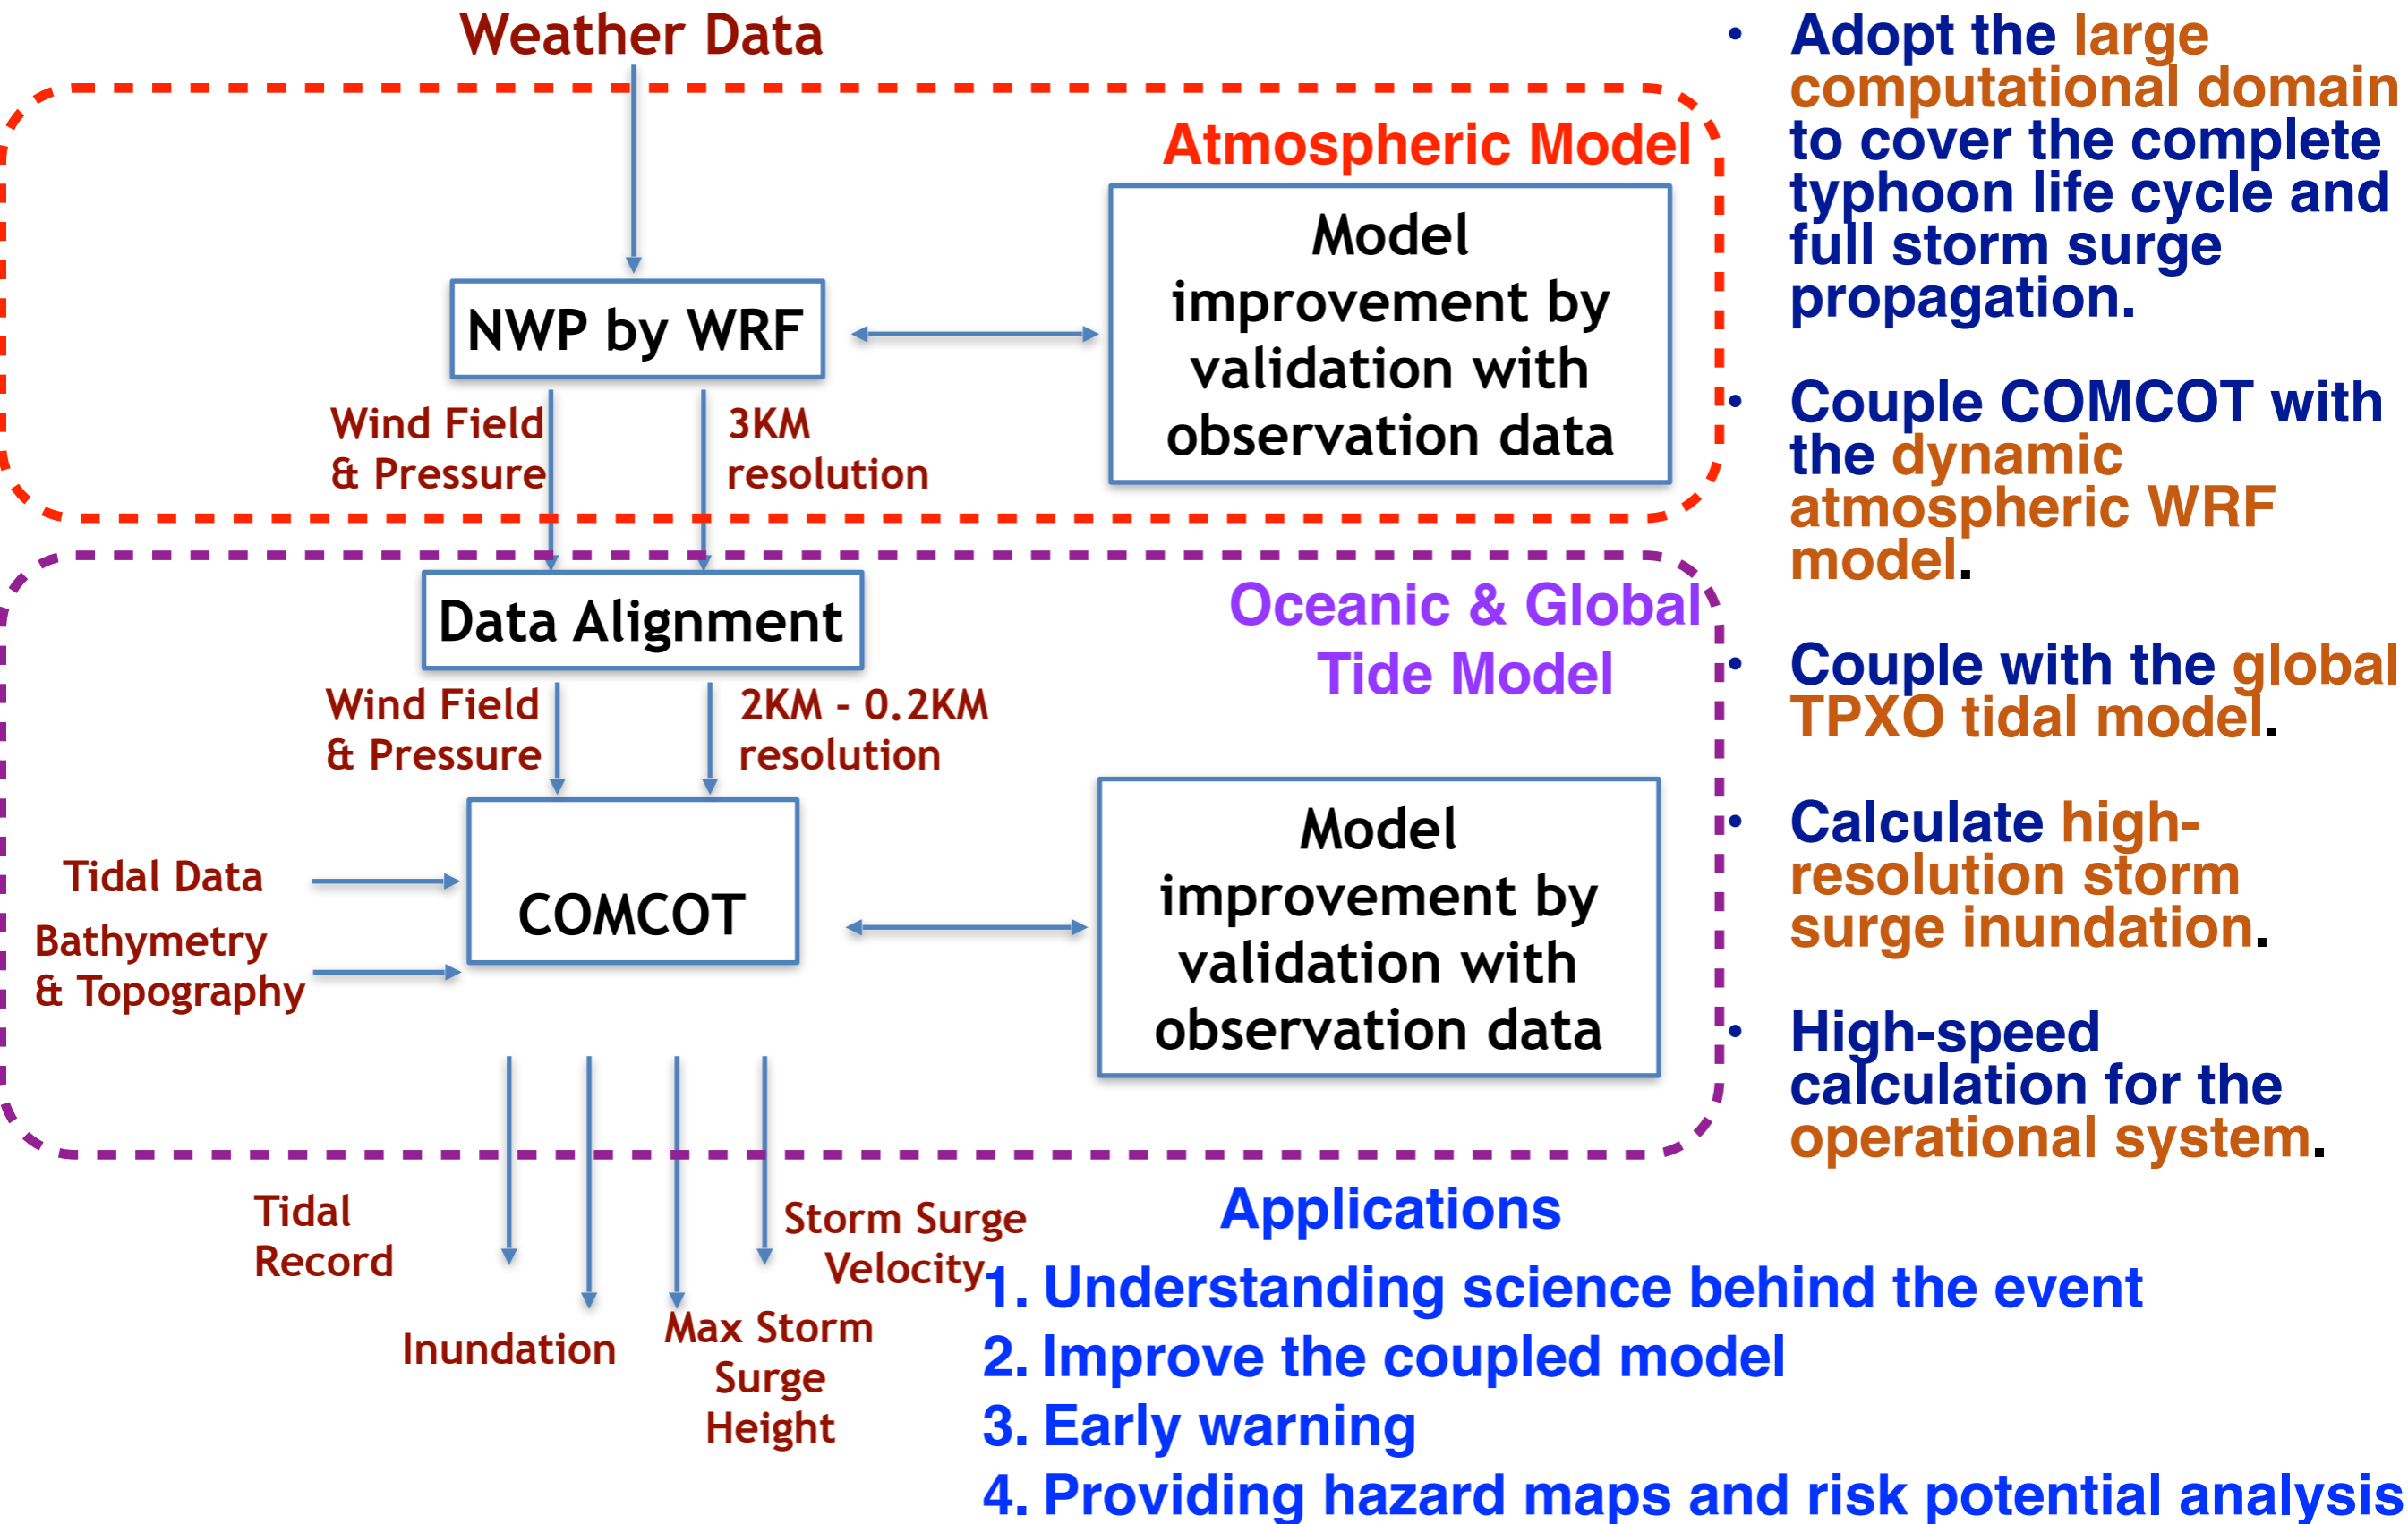 Weather Data
Atmospheric Model
NWP by WRF
Model
improvement by
validation with
observation data
Wind Field
& Pressure
3KM
resolution
Data Alignment
Oceanic & Global
Tide Model
Wind Field
& Pressure
2KM - 0.2KM
resolution
COMCOT
Tidal Data
Bathymetry
& Topography
Model
improvement by
validation with
observation data
Tidal
Record
Inundation
Max Storm
Surge
Height
Storm Surge
Velocity
Applications
1. Understanding science behind the event
2. Improve the coupled model
3. Early warning
4. Providing hazard maps and risk potential analysis
• Adopt the large
computational domain
to cover the complete
typhoon life cycle and
full storm surge
propagation.
• Couple COMCOT with
the dynamic
atmospheric WRF
model.
• Couple with the global
TPXO tidal model.
• Calculate high-
resolution storm
surge inundation.
• High-speed
calculation for the
operational system.